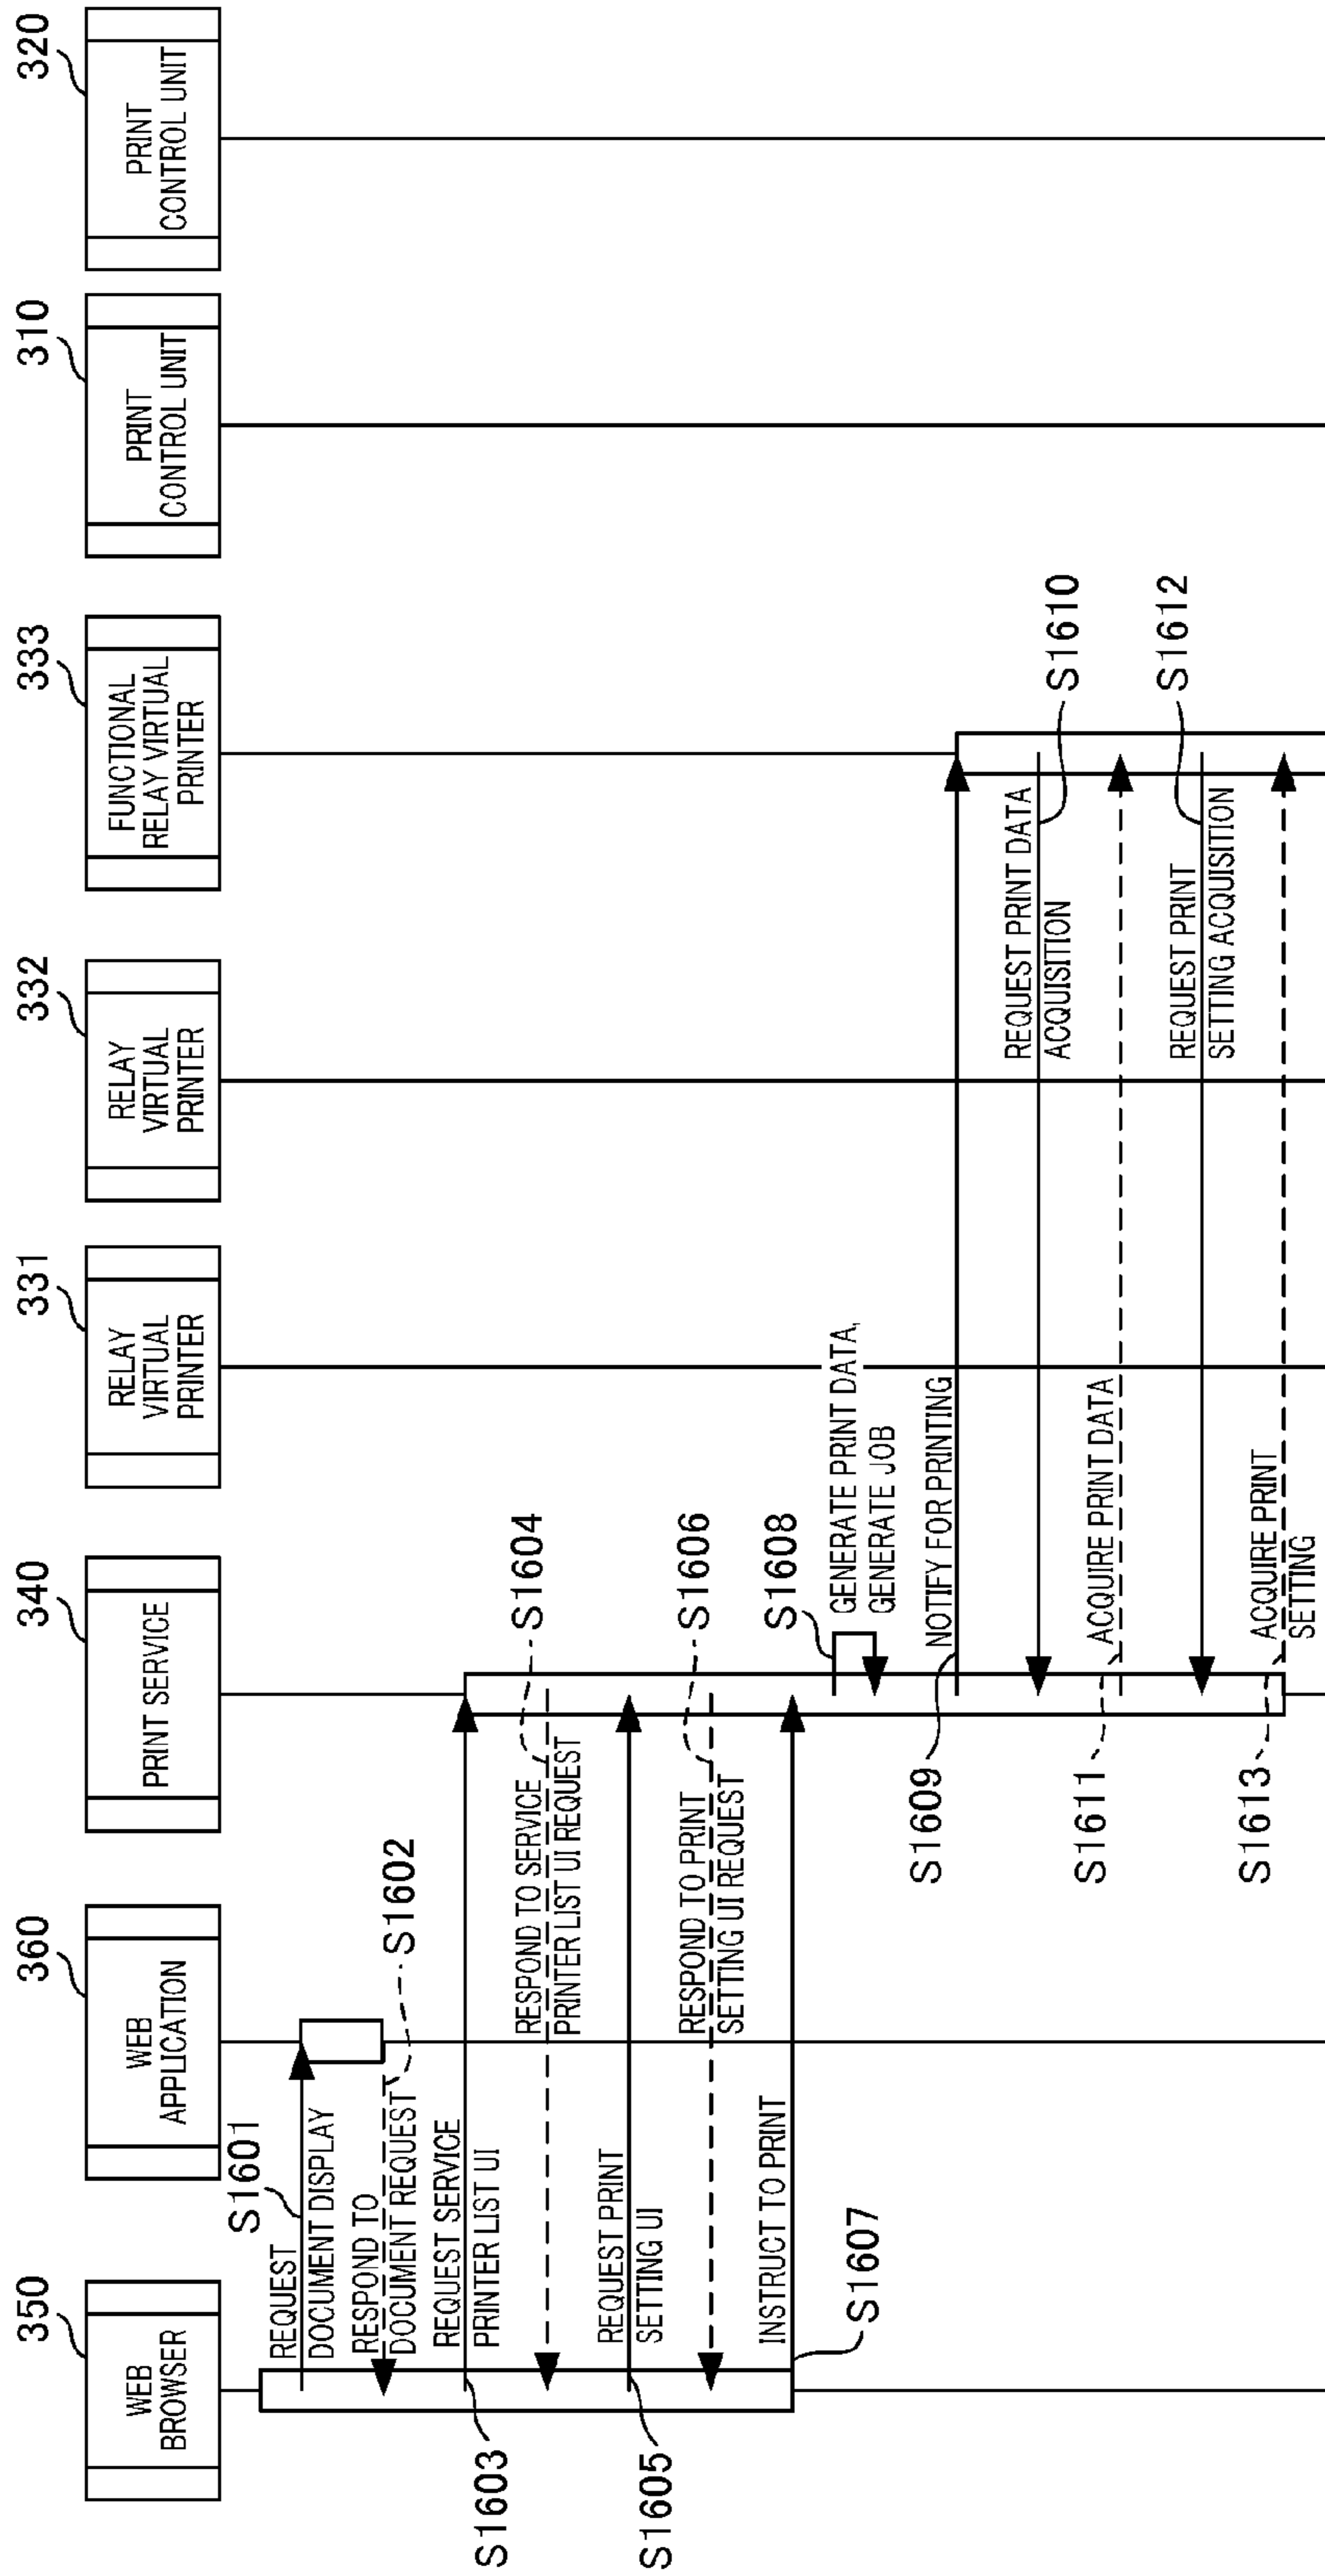 350
WEB
BROWSER
360
WEB
APPLICATION
340
PRINT SERVICE
331
RELAY
VIRTUAL
PRINTER
332
RELAY
VIRTUAL
PRINTER
333
FUNCTIONAL
RELAY VIRTUAL
PRINTER
310
PRINT
CONTROL UNIT
320
PRINT
CONTROL UNIT
S1601
REQUEST
DOCUMENT DISPLAY
RESPOND TO
DOCUMENT REQUEST
S1602
S1603
REQUEST SERVICE
PRINTER LIST UI
RESPOND TO SERVICE
PRINTER LIST UI REQUEST
S1604
S1605
REQUEST PRINT
SETTING UI
RESPOND TO PRINT
SETTING UI REQUEST
S1606
INSTRUCT TO PRINT
S1607
S1608
GENERATE PRINT DATA,
GENERATE JOB
S1609
NOTIFY FOR PRINTING
REQUEST PRINT DATA
ACQUISITION
S1610
S1611
ACQUIRE PRINT DATA
REQUEST PRINT
SETTING ACQUISITION
S1612
S1613
ACQUIRE PRINT
SETTING